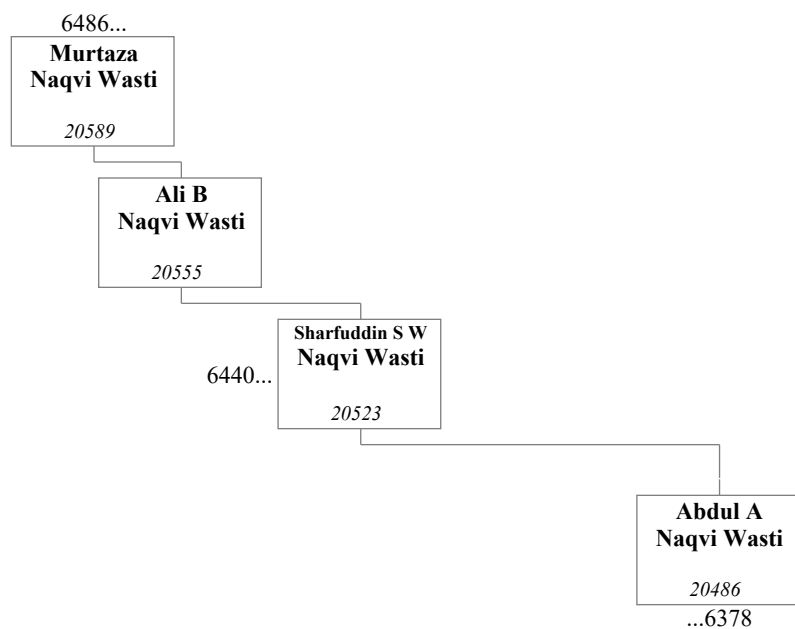 6486...
Murtaza
Naqvi Wasti
20589
Ali B
Naqvi Wasti
20555
Sharfuddin S W
Naqvi Wasti
6440...
20523
Abdul A
Naqvi Wasti
20486
...6378